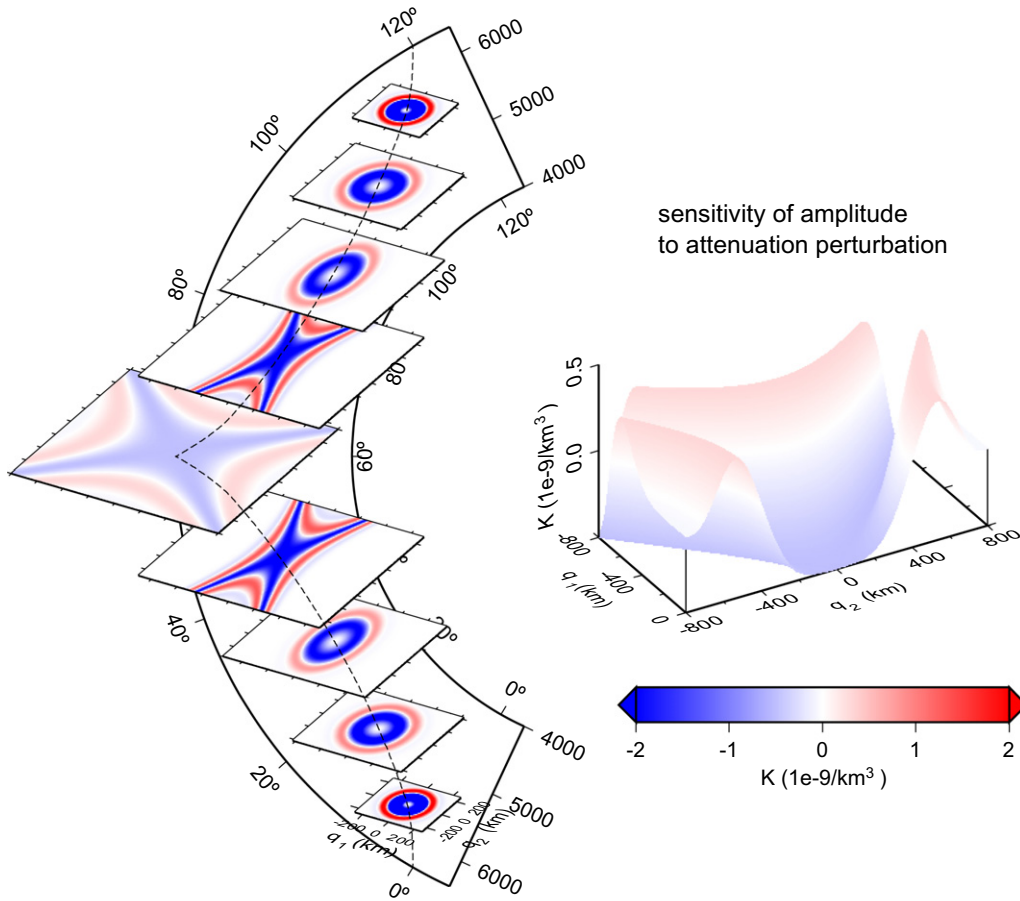 120º
6000
5000
4000
120º
100º
100º
80º
80º
60º
40º
20º
0º
0º
4000
5000
6000
-200 0 200
q1 (km)
-200 0 200
q2 (km)
sensitivity of amplitude
to attenuation perturbation
0.5
0.0
K (1e-9/km3 )
-800
-400
0
q1(km)
-800
-400
0
400
800
q2 (km)
-2
-1
0
1
2
K (1e-9/km3 )